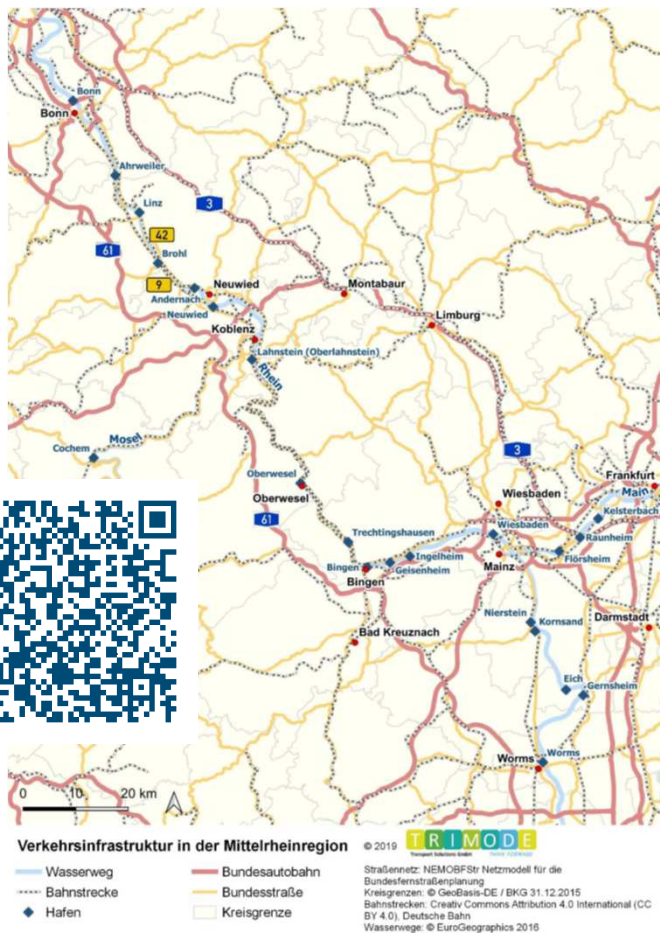 Bonn
Bonn
Ahrweiler
Linz
3
42
61
Brohl
9
Neuwied
Montabaur
Andernach
Neuwied
Limburg
Koblenz
Lahnstein (Oberlahnstein)
Rhein
Mosel
Cochem
3
Oberwesel
Frankfurt
Oberwesel
Wiesbaden
Main
61
Kelsterbach
Wiesbaden
Trechtingshausen
Raunheim
Ingelheim
Flörsheim
Bingen
Geisenheim
Mainz
Bingen
Nierstein
Kornsand
Darmstadt
Bad Kreuznach
Eich
Gernsheim
Worms
Worms
0 10 20 km
Verkehrsinfrastruktur in der Mittelrheinregion
Wasserweg
Bahnstrecke
Hafen
Bundesautobahn
Bundesstraße
Kreisgrenze
© 2019
TRIMODE
Transport Solutions GmbH
Straßennetz: NEMOBFStr Netzmodell für die
Bundesfernstraßenplanung
Kreisgrenzen: © GeoBasis-DE / BKG 31.12.2015
Bahnstrecken: Creativ Commons Attribution 4.0 International (CC
BY 4.0), Deutsche Bahn
Wasserwege: © EuroGeographics 2016